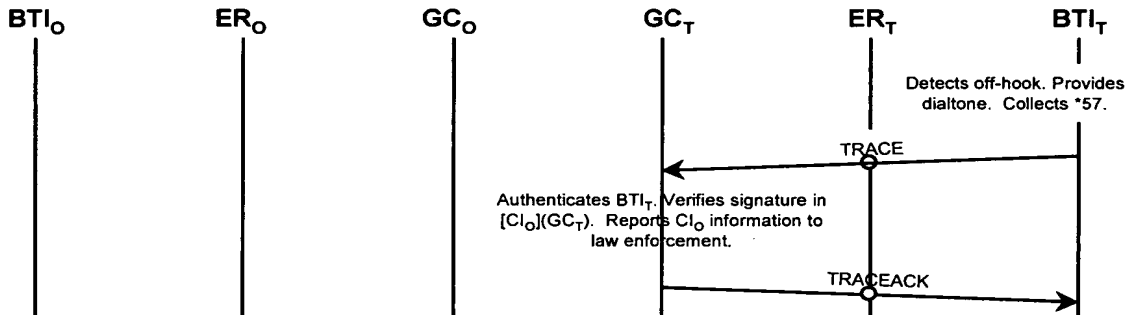 BTIO ERO GCO GCT ERT BTIT
Detects off-hook. Provides
dialtone. Collects *57.
TRACE
Authenticates BTIT. Verifies signature in
[CIO](GCT). Reports CIO information to
law enforcement.
TRACEACK